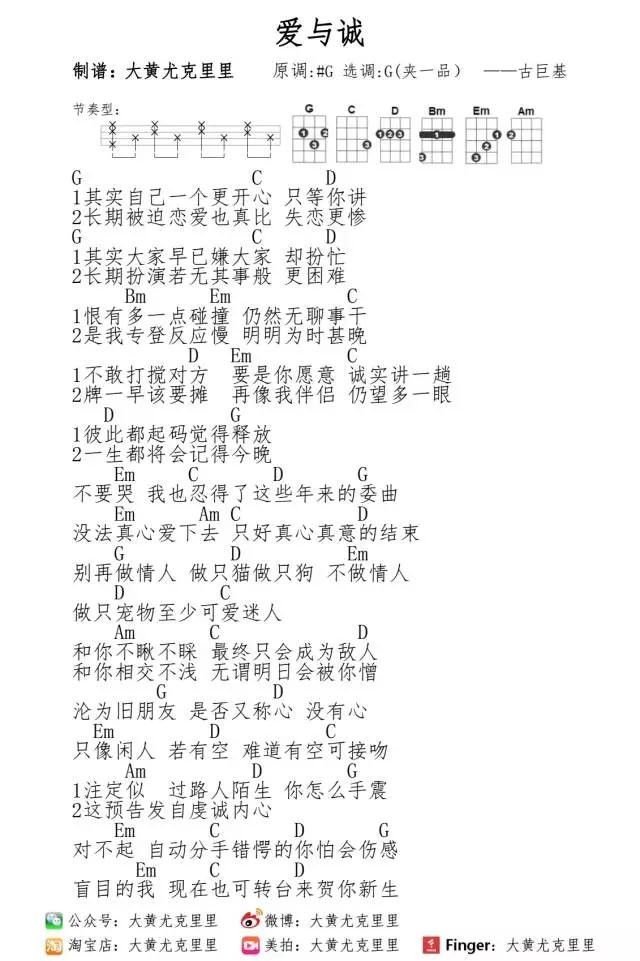 爱与诚
制谱：大黄尤克里里 原调:#G 选调:G(夹一品） ——古巨基
节奏型:
G C D Bm Em Am
G C D
1其实自己一个更开心 只等你讲
2长期被迫恋爱也真比 失恋更惨
G C D
1其实大家早已嫌大家 却扮忙
2长期扮演若无其事般 更困难
Bm Em C
1恨有多一点碰撞 仍然无聊事干
2是我专登反应慢 明明为时甚晚
D Em C
1不敢打搅对方 要是你愿意 诚实讲一趟
2牌一早该要摊 再像我伴侣 仍望多一眼
D G
1彼此都起码觉得释放
2一生都将会记得今晚
Em C D G
不要哭 我也忍得了这些年来的委曲
Em Am C D
没法真心爱下去 只好真心真意的结束
G D Em
别再做情人 做只猫做只狗 不做情人
D C
做只宠物至少可爱迷人
Am C D
和你不瞅不睬 最终只会成为敌人
和你相交不浅 无谓明日会被你憎
G D
沦为旧朋友 是否又称心 没有心
Em D C
只像闲人 若有空 难道有空可接吻
Am D G
1注定似 过路人陌生 你怎么手震
2这预告发自虔诚内心
Em C D G
对不起 自动分手错愕的你怕会伤感
Em C D
盲目的我 现在也可转台来贺你新生
公众号：大黄尤克里里 微博：大黄尤克里里
淘宝店：大黄尤克里里 美拍：大黄尤克里里 Finger：大黄尤克里里